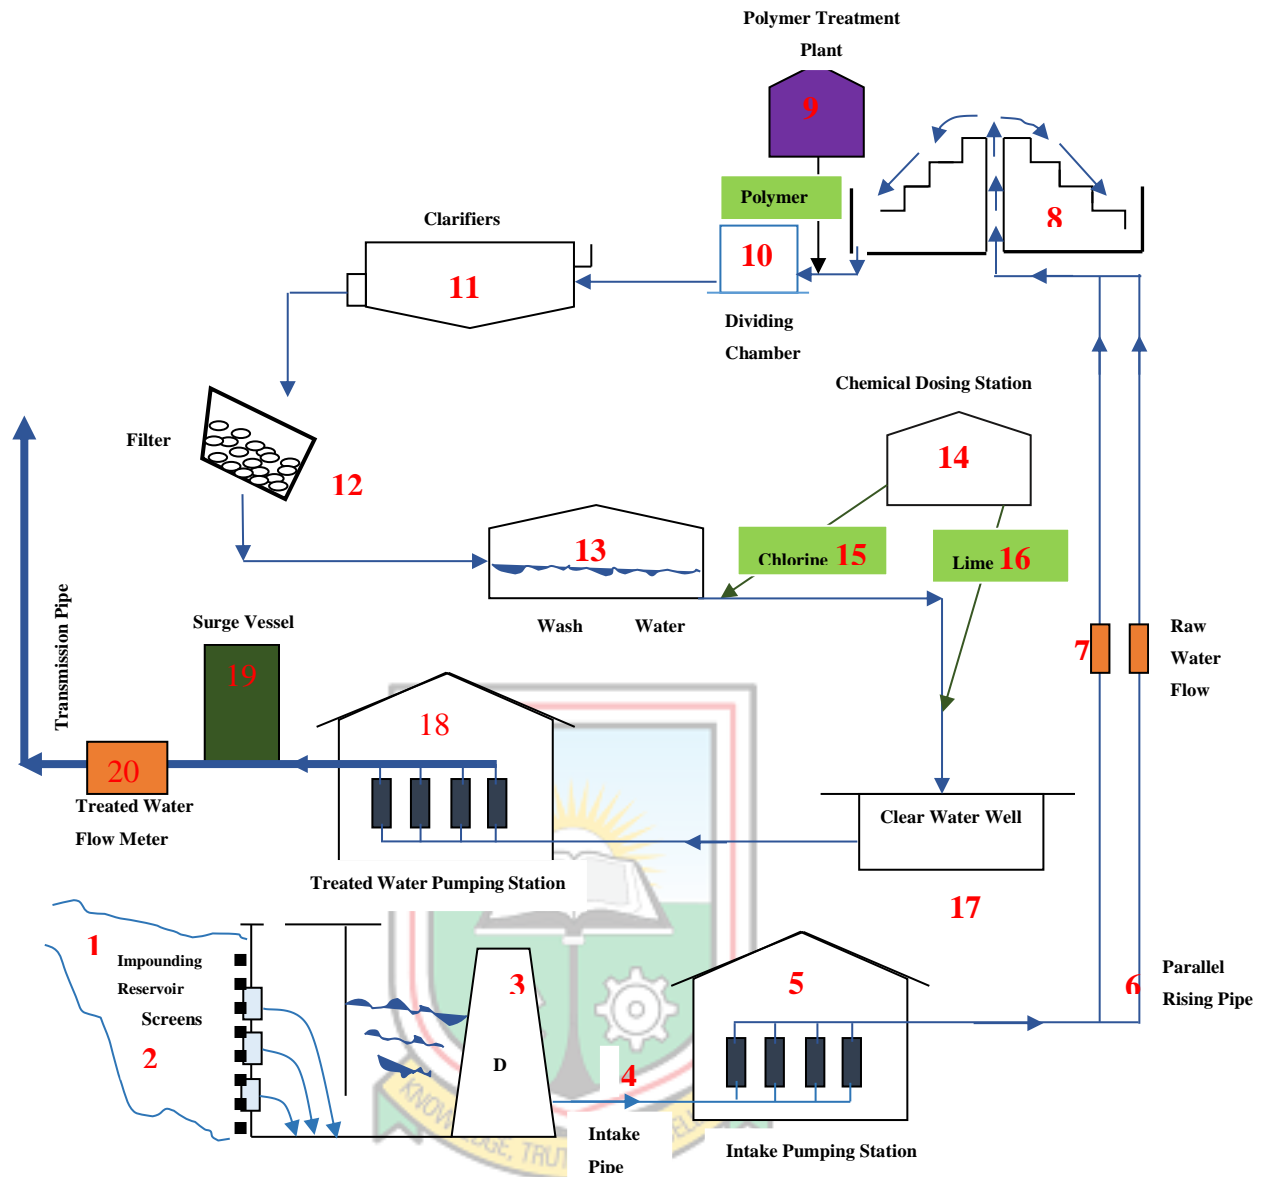 Polymer Treatment
Plant
9
8
Polymer
Clarifiers
10
11
Dividing
Chamber
Chemical Dosing Station
Filter
14
12
13
Chlorine 15
Lime 16
Wash Water
Transmission Pipe
Surge Vessel
7
Raw
Water
Flow
19
18
20
Treated Water
Flow Meter
Clear Water Well
Treated Water Pumping Station
17
1
Impounding
Reservoir
Screens
2
3
5
6
Parallel
Rising Pipe
D
4
Intake
Pipe
Intake Pumping Station
KNOWLEDGE, TRUT